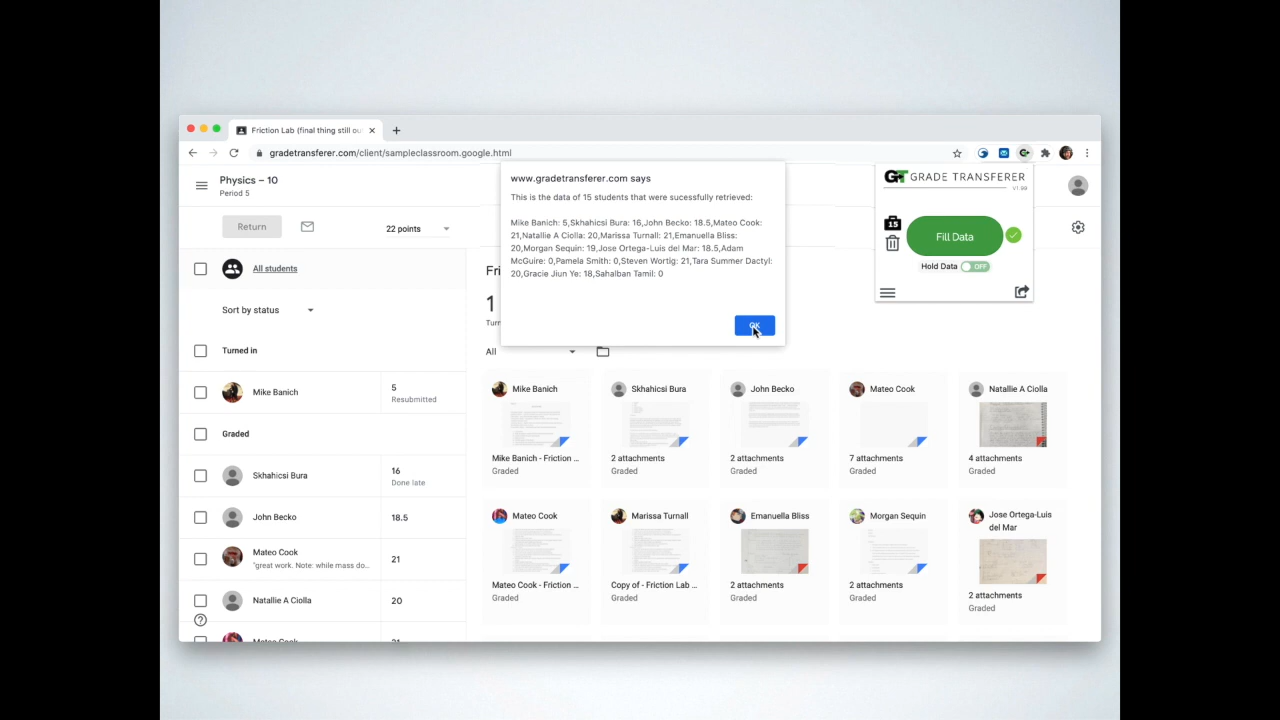 Friction Lab (final thing still ou
gradetransferer.com/client/sampleclassroom.google.html
Physics – 10
Period 5
Return
22 points
All students
Sort by status
Turned in
Mike Banich
5
Resubmitted
Graded
Skhahicsi Bura
16
Done late
John Becko
18.5
Mateo Cook
"great work. Note: while mass do...
21
Natallie A Ciolla
20
Mateo Cook
21
www.gradetransferer.com says
This is the data of 15 students that were sucessfully retrieved:
Mike Banich: 5,Skhahicsi Bura: 16,John Becko: 18.5,Mateo Cook:
21,Natallie A Ciolla: 20,Marissa Turnall: 21,Emanuella Bliss:
20,Morgan Sequin: 19,Jose Ortega-Luis del Mar: 18.5,Adam
McGuire: 0,Pamela Smith: 0,Steven Wortig: 21,Tara Summer Dactyl:
20,Gracie Jiun Ye: 18,Sahalban Tamil: 0
OK
GT GRADE TRANSFERER
15
Fill Data
Hold Data OFF
Fri
1
Turn
All
Mike Banich
Mike Banich - Friction ...
Graded
Skhahicsi Bura
2 attachments
Graded
John Becko
2 attachments
Graded
Mateo Cook
7 attachments
Graded
Natallie A Ciolla
4 attachments
Graded
Mateo Cook
Mateo Cook - Friction ...
Graded
Marissa Turnall
Copy of - Friction Lab ...
Graded
Emanuella Bliss
2 attachments
Graded
Morgan Sequin
2 attachments
Graded
Jose Ortega-Luis
del Mar
2 attachments
Graded